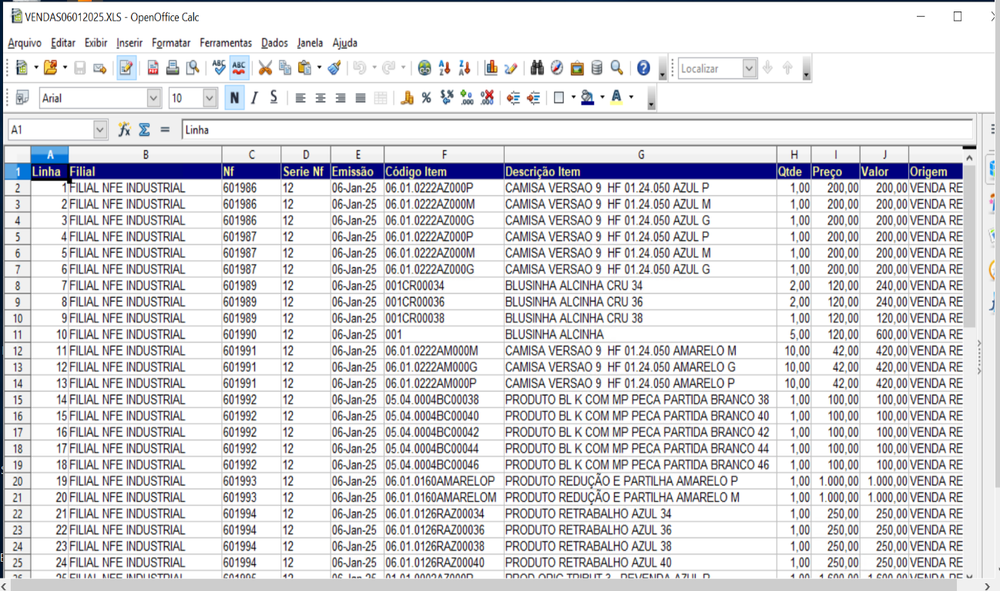 VENDAS06012025.XLS - OpenOffice Calc
Arquivo Editar Exibir Inserir Formatar Ferramentas Dados Janela Ajuda
Localizar
Arial 10 N I S
A1 Linha
A B C D E F G H I J
1 Linha Filial Nf Serie Nf Emissão Código Item Descrição Item Qtde Preço Valor Origem
2 1 FILIAL NFE INDUSTRIAL 601986 12 06-Jan-25 06.01.0222AZ000P CAMISA VERSAO 9 HF 01.24.050 AZUL P 1,00 200,00 200,00 VENDA RE
3 2 FILIAL NFE INDUSTRIAL 601986 12 06-Jan-25 06.01.0222AZ000M CAMISA VERSAO 9 HF 01.24.050 AZUL M 1,00 200,00 200,00 VENDA RE
4 3 FILIAL NFE INDUSTRIAL 601986 12 06-Jan-25 06.01.0222AZ000G CAMISA VERSAO 9 HF 01.24.050 AZUL G 1,00 200,00 200,00 VENDA RE
5 4 FILIAL NFE INDUSTRIAL 601987 12 06-Jan-25 06.01.0222AZ000P CAMISA VERSAO 9 HF 01.24.050 AZUL P 1,00 200,00 200,00 VENDA RE
6 5 FILIAL NFE INDUSTRIAL 601987 12 06-Jan-25 06.01.0222AZ000M CAMISA VERSAO 9 HF 01.24.050 AZUL M 1,00 200,00 200,00 VENDA RE
7 6 FILIAL NFE INDUSTRIAL 601987 12 06-Jan-25 06.01.0222AZ000G CAMISA VERSAO 9 HF 01.24.050 AZUL G 1,00 200,00 200,00 VENDA RE
8 7 FILIAL NFE INDUSTRIAL 601989 12 06-Jan-25 001CR00034 BLUSINHA ALCINHA CRU 34 2,00 120,00 240,00 VENDA RE
9 8 FILIAL NFE INDUSTRIAL 601989 12 06-Jan-25 001CR00036 BLUSINHA ALCINHA CRU 36 2,00 120,00 240,00 VENDA RE
10 9 FILIAL NFE INDUSTRIAL 601989 12 06-Jan-25 001CR00038 BLUSINHA ALCINHA CRU 38 1,00 120,00 120,00 VENDA RE
11 10 FILIAL NFE INDUSTRIAL 601990 12 06-Jan-25 001 BLUSINHA ALCINHA 5,00 120,00 600,00 VENDA RE
12 11 FILIAL NFE INDUSTRIAL 601991 12 06-Jan-25 06.01.0222AM000M CAMISA VERSAO 9 HF 01.24.050 AMARELO M 10,00 42,00 420,00 VENDA RE
13 12 FILIAL NFE INDUSTRIAL 601991 12 06-Jan-25 06.01.0222AM000G CAMISA VERSAO 9 HF 01.24.050 AMARELO G 10,00 42,00 420,00 VENDA RE
14 13 FILIAL NFE INDUSTRIAL 601991 12 06-Jan-25 06.01.0222AM000P CAMISA VERSAO 9 HF 01.24.050 AMARELO P 10,00 42,00 420,00 VENDA RE
15 14 FILIAL NFE INDUSTRIAL 601992 12 06-Jan-25 05.04.0004BC00038 PRODUTO BL K COM MP PECA PARTIDA BRANCO 38 1,00 100,00 100,00 VENDA RE
16 15 FILIAL NFE INDUSTRIAL 601992 12 06-Jan-25 05.04.0004BC00040 PRODUTO BL K COM MP PECA PARTIDA BRANCO 40 1,00 100,00 100,00 VENDA RE
17 16 FILIAL NFE INDUSTRIAL 601992 12 06-Jan-25 05.04.0004BC00042 PRODUTO BL K COM MP PECA PARTIDA BRANCO 42 1,00 100,00 100,00 VENDA RE
18 17 FILIAL NFE INDUSTRIAL 601992 12 06-Jan-25 05.04.0004BC00044 PRODUTO BL K COM MP PECA PARTIDA BRANCO 44 1,00 100,00 100,00 VENDA RE
19 18 FILIAL NFE INDUSTRIAL 601992 12 06-Jan-25 05.04.0004BC00046 PRODUTO BL K COM MP PECA PARTIDA BRANCO 46 1,00 100,00 100,00 VENDA RE
20 19 FILIAL NFE INDUSTRIAL 601993 12 06-Jan-25 06.01.0160AMARELOP PRODUTO REDUÇÃO E PARTILHA AMARELO P 1,00 1.000,00 1.000,00 VENDA RE
21 20 FILIAL NFE INDUSTRIAL 601993 12 06-Jan-25 06.01.0160AMARELOM PRODUTO REDUÇÃO E PARTILHA AMARELO M 1,00 1.000,00 1.000,00 VENDA RE
22 21 FILIAL NFE INDUSTRIAL 601994 12 06-Jan-25 06.01.0126RAZ00034 PRODUTO RETRABALHO AZUL 34 1,00 250,00 250,00 VENDA RE
23 22 FILIAL NFE INDUSTRIAL 601994 12 06-Jan-25 06.01.0126RAZ00036 PRODUTO RETRABALHO AZUL 36 1,00 250,00 250,00 VENDA RE
24 23 FILIAL NFE INDUSTRIAL 601994 12 06-Jan-25 06.01.0126RAZ00038 PRODUTO RETRABALHO AZUL 38 1,00 250,00 250,00 VENDA RE
25 24 FILIAL NFE INDUSTRIAL 601994 12 06-Jan-25 06.01.0126RAZ00040 PRODUTO RETRABALHO AZUL 40 1,00 250,00 250,00 VENDA RE
26 25 FILIAL NFE INDUSTRIAL 601995 12 06-Jan-25